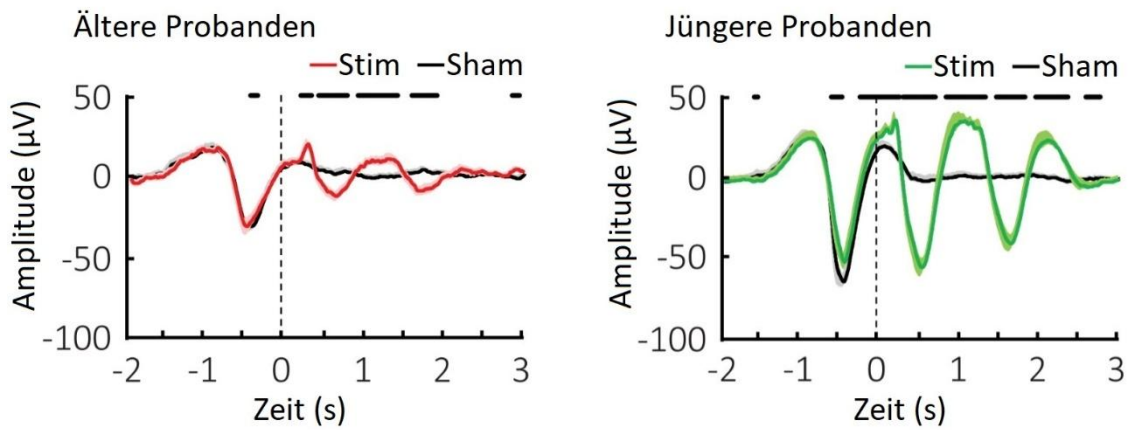 Ältere Probanden
Stim Sham
50
0
-50
-100
Amplitude (µV)
-2 -1 0 1 2 3
Zeit (s)
Jüngere Probanden
Stim Sham
50
0
-50
-100
Amplitude (µV)
-2 -1 0 1 2 3
Zeit (s)